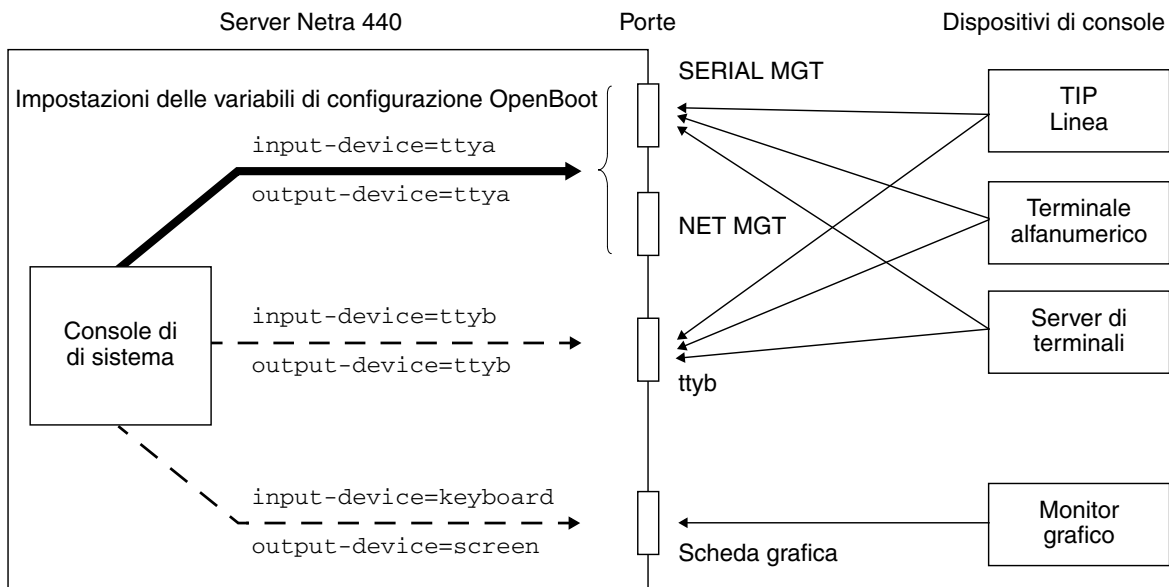 Server Netra 440
Porte
Dispositivi di console
Impostazioni delle variabili di configurazione OpenBoot
input-device=ttya
output-device=ttya
SERIAL MGT
NET MGT
TIP
Linea
Terminale
alfanumerico
Console di
di sistema
input-device=ttyb
output-device=ttyb
ttyb
Server di
terminali
input-device=keyboard
output-device=screen
Scheda grafica
Monitor
grafico